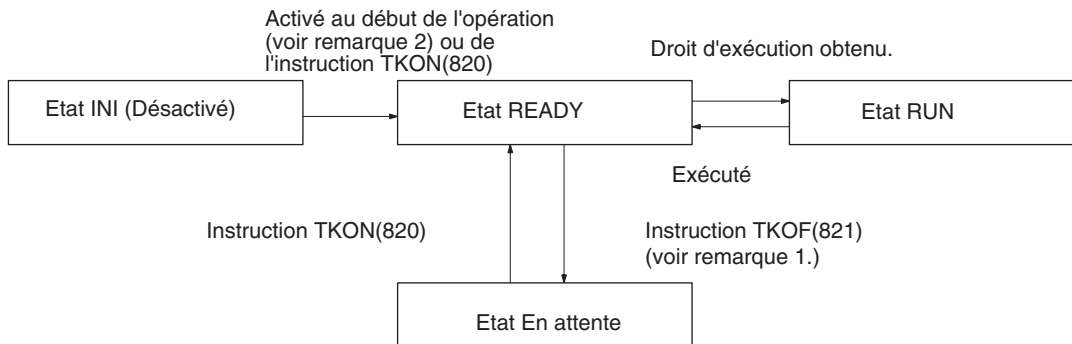 Activé au début de l'opération
(voir remarque 2) ou de
l'instruction TKON(820)
Droit d'exécution obtenu.
Etat INI (Désactivé)
Etat READY
Etat RUN
Exécuté
Instruction TKON(820)
Instruction TKOF(821)
(voir remarque 1.)
Etat En attente